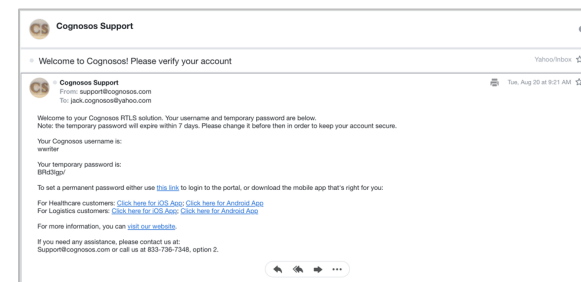 CS Cognosos Support
Welcome to Cognosos! Please verify your account Yahoo/Inbox
CS Cognosos Support Tue, Aug 20 at 9:21 AM
From: support@cognosos.com
To: jack.cognosos@yahoo.com
Welcome to your Cognosos RTLS solution. Your username and temporary password are below.
Note: the temporary password will expire within 7 days. Please change it before then in order to keep your account secure.
Your Cognosos username is:
wwriter
Your temporary password is:
BRd3lgp/
To set a permanent password either use this link to login to the portal, or download the mobile app that's right for you:
For Healthcare customers: Click here for iOS App; Click here for Android App
For Logistics customers: Click here for iOS App; Click here for Android App
For more information, you can visit our website.
If you need any assistance, please contact us at:
Support@cognosos.com or call us at 833-736-7348, option 2.